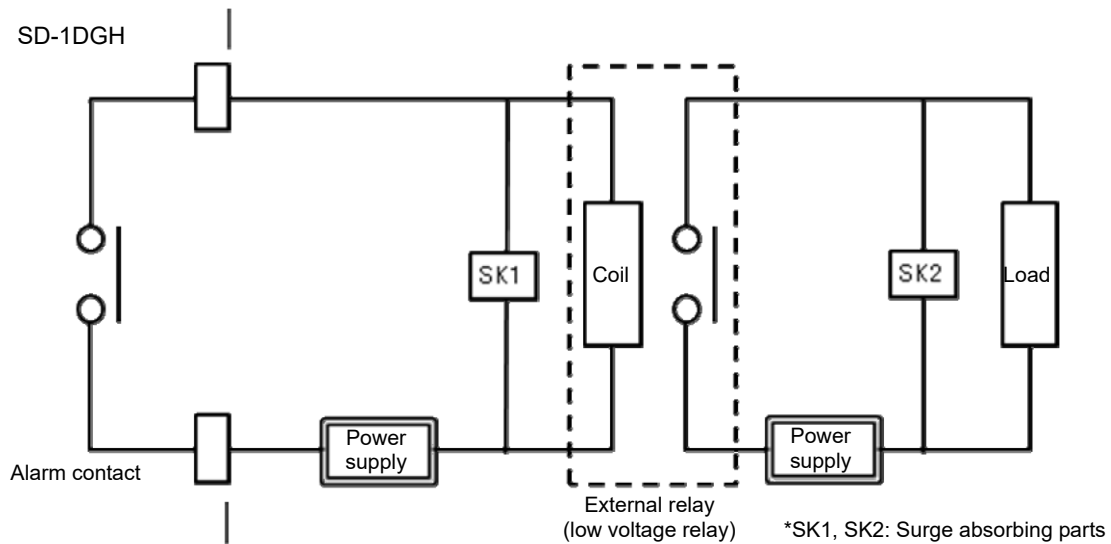 SD-1DGH
SK1
Coil
SK2
Load
Power
supply
Power
supply
Alarm contact
External relay
(low voltage relay)
*SK1, SK2: Surge absorbing parts